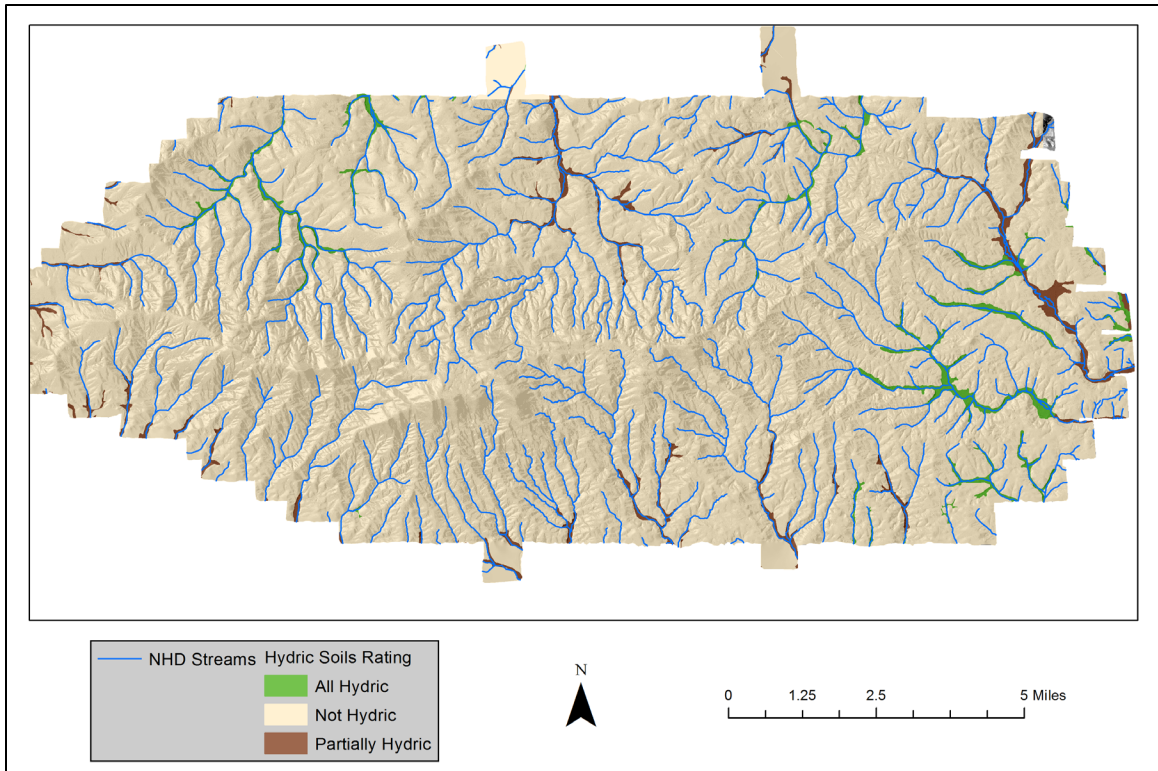 NHD Streams
Hydric Soils Rating
All Hydric
Not Hydric
Partially Hydric
N
0 1.25 2.5 5 Miles